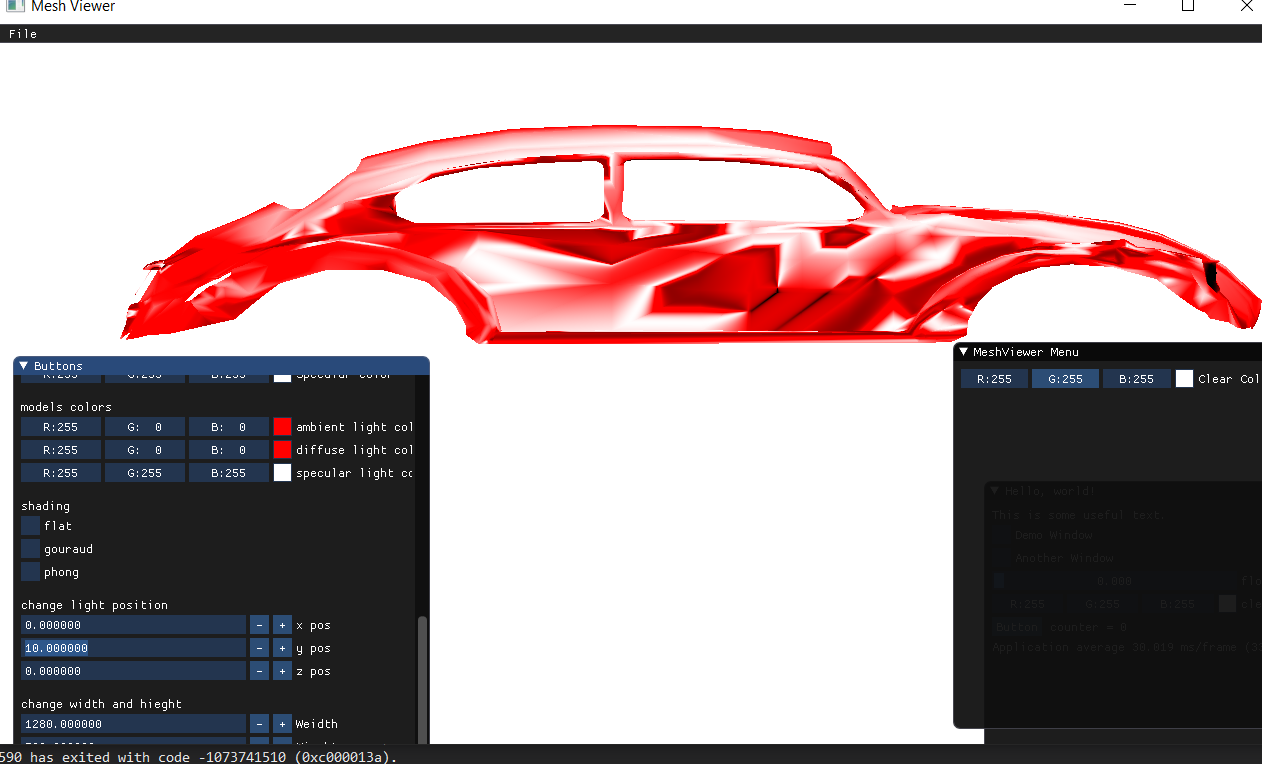 Mesh Viewer
File
Buttons
R:255 G:255 B:255 Specular color
models colors
R:255 G: 0 B: 0 ambient light col
R:255 G: 0 B: 0 diffuse light col
R:255 G:255 B:255 specular light co
shading
flat
gouraud
phong
change light position
0.000000 - + x pos
10.000000 - + y pos
0.000000 - + z pos
change width and hieght
1280.000000 - + Weidth
MeshViewer Menu
R:255 G:255 B:255 Clear Col
Hello, world!
This is some useful text.
Demo Window
Another Window
0.000 flo
R:255 G:255 B:255 cle
Button counter = 0
Application average 30.019 ms/frame (3
590 has exited with code -1073741510 (0xc000013a).